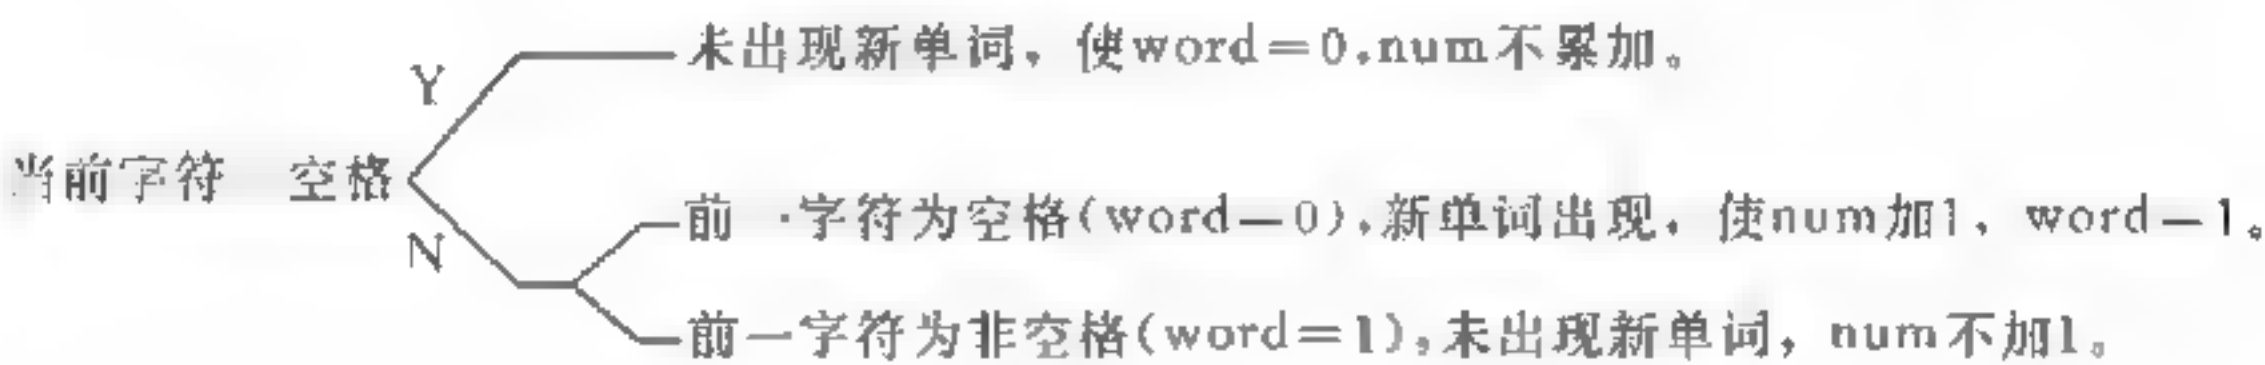 未出现新单词，使word=0,num不累加。
Y
当前字符 空格
前一字符为空格(word=0),新单词出现，使num加1，word=1。
N
前一字符为非空格(word=1),未出现新单词，num不加1。